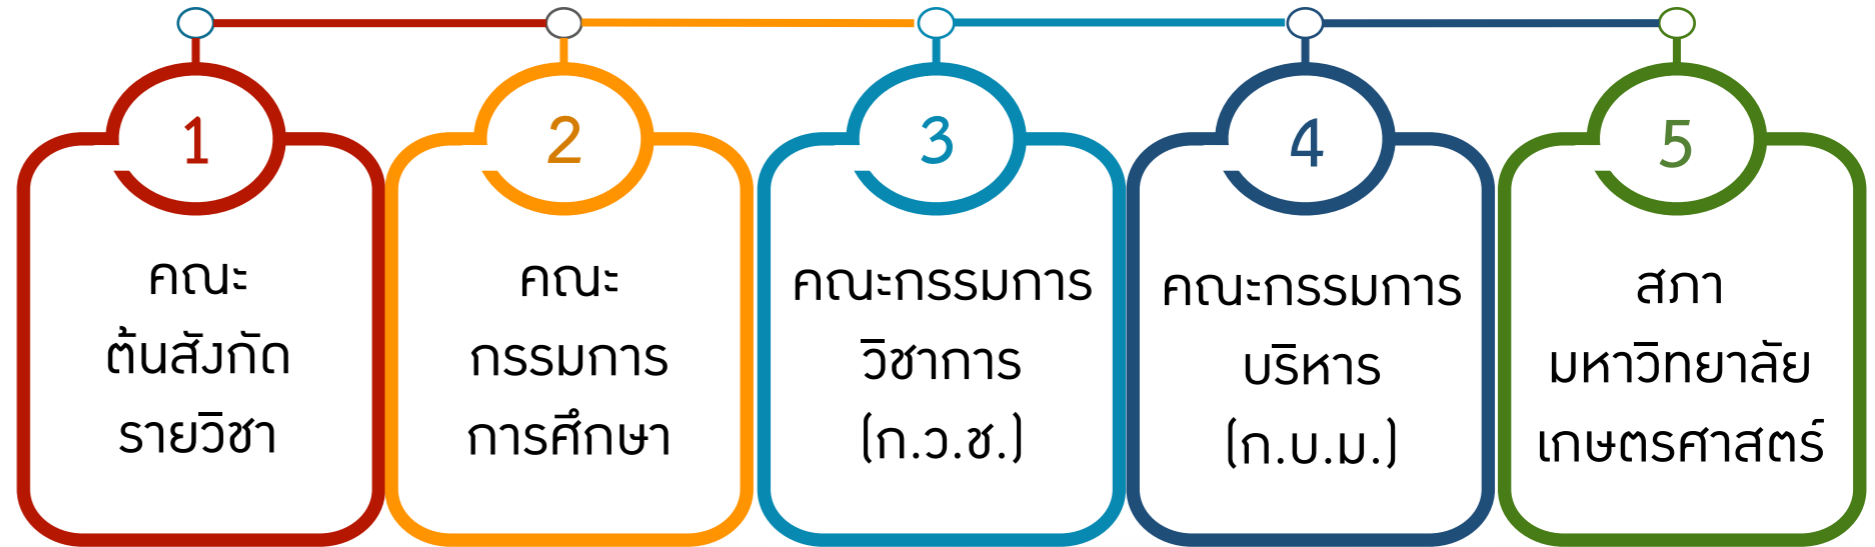 1
คณะ
ต้นสังกัด
รายวิชา
2
คณะ
กรรมการ
การศึกษา
3
คณะกรรมการ
วิชาการ
(ก.ว.ช.)
4
คณะกรรมการ
บริหาร
(ก.บ.ม.)
5
สภา
มหาวิทยาลัย
เกษตรศาสตร์